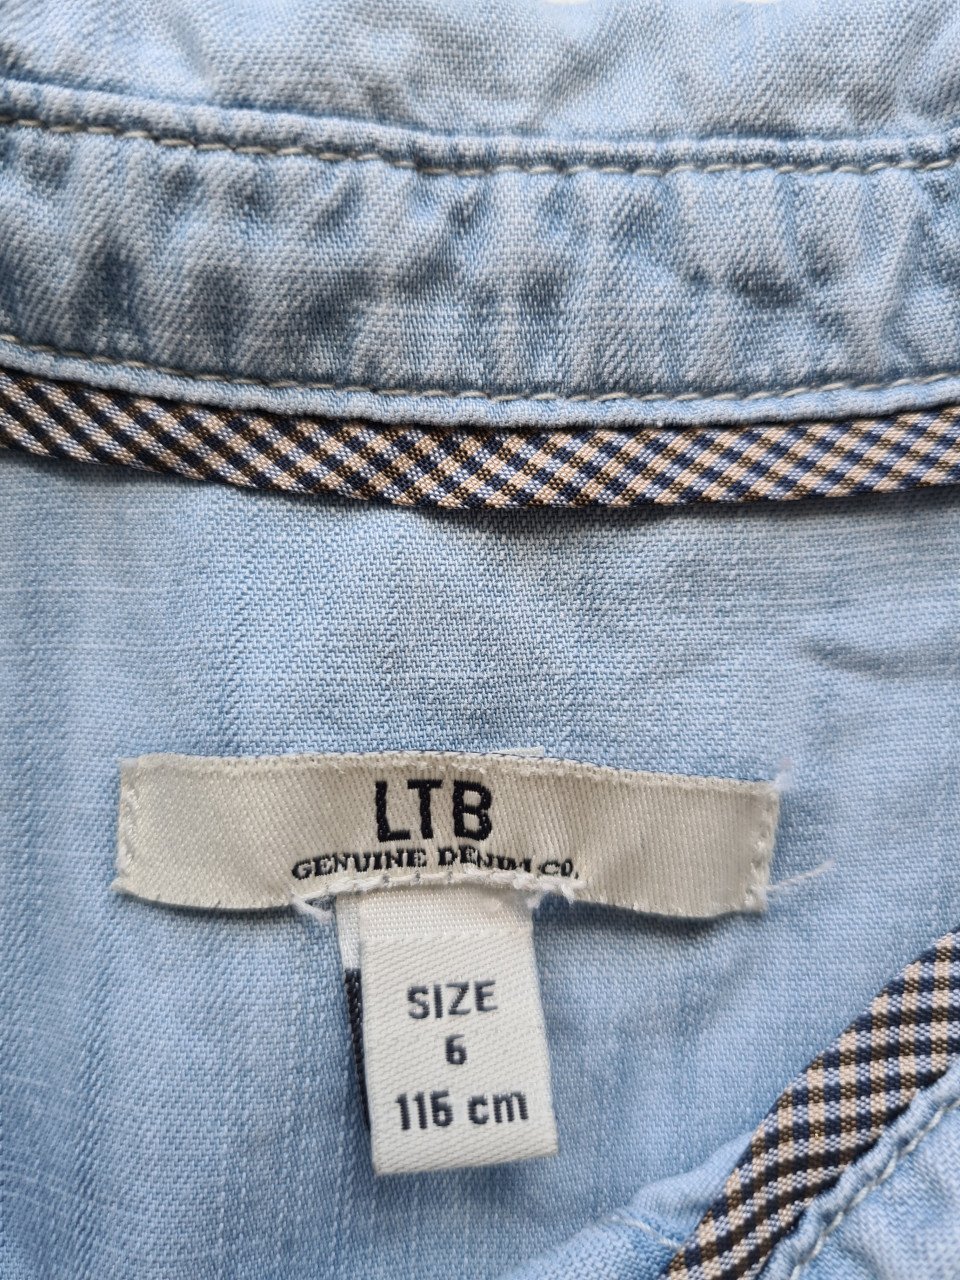 LTB
GENUINE DENIM CO.
SIZE
6
116 cm